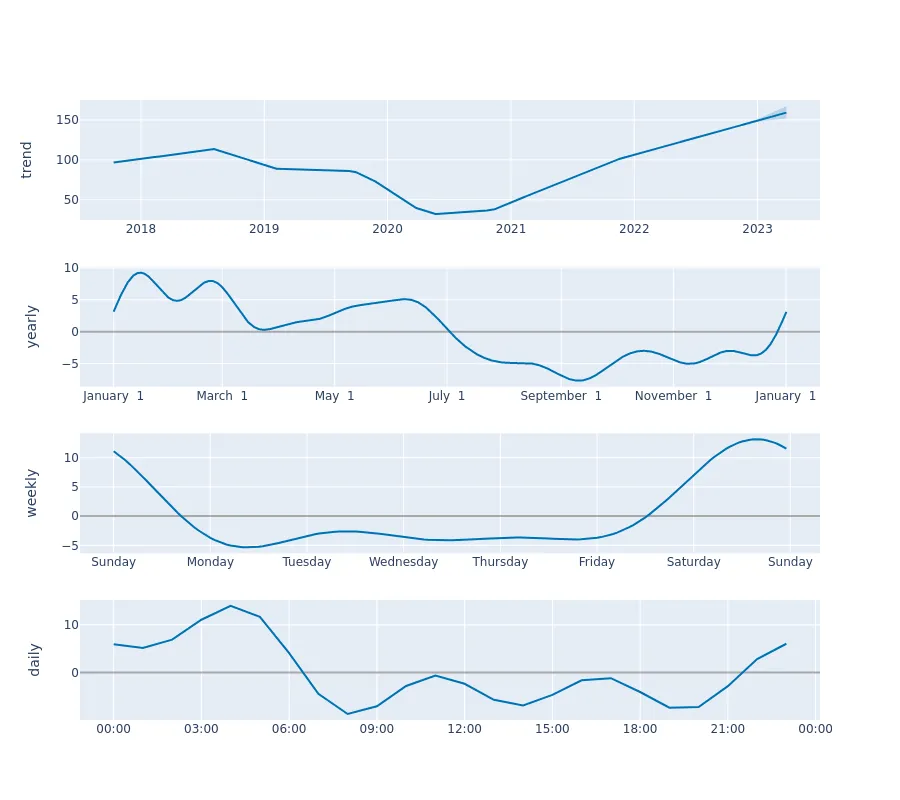 trend
150
100
50
2018 2019 2020 2021 2022 2023
yearly
10
5
0
−5
January 1 March 1 May 1 July 1 September 1 November 1 January 1
weekly
10
5
0
−5
Sunday Monday Tuesday Wednesday Thursday Friday Saturday Sunday
daily
10
0
00:00 03:00 06:00 09:00 12:00 15:00 18:00 21:00 00:00